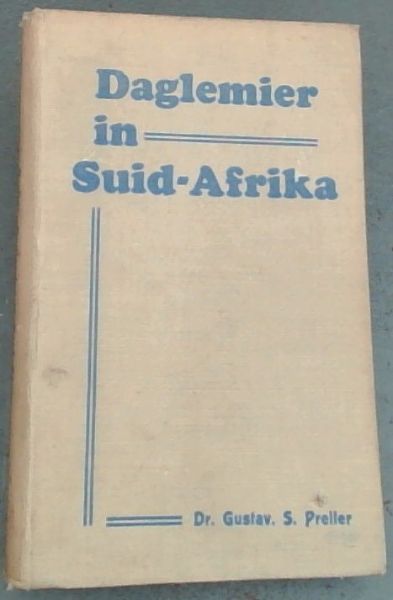 Daglemier
in
Suid-Afrika
Dr. Gustav. S. Preller